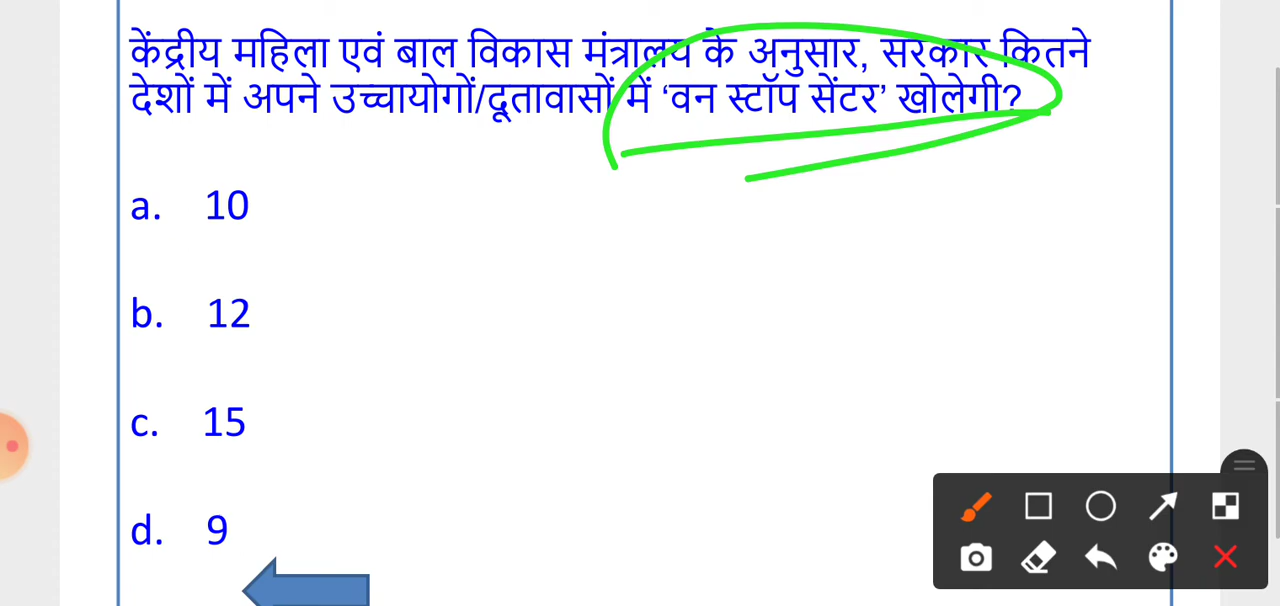 केंद्रीय महिला एवं बाल विकास मंत्रालय के अनुसार, सरकार कितने
देशों में अपने उच्चायोगों/दूतावासों में ‘वन स्टॉप सेंटर’ खोलेगी?
a. 10
b. 12
c. 15
d. 9